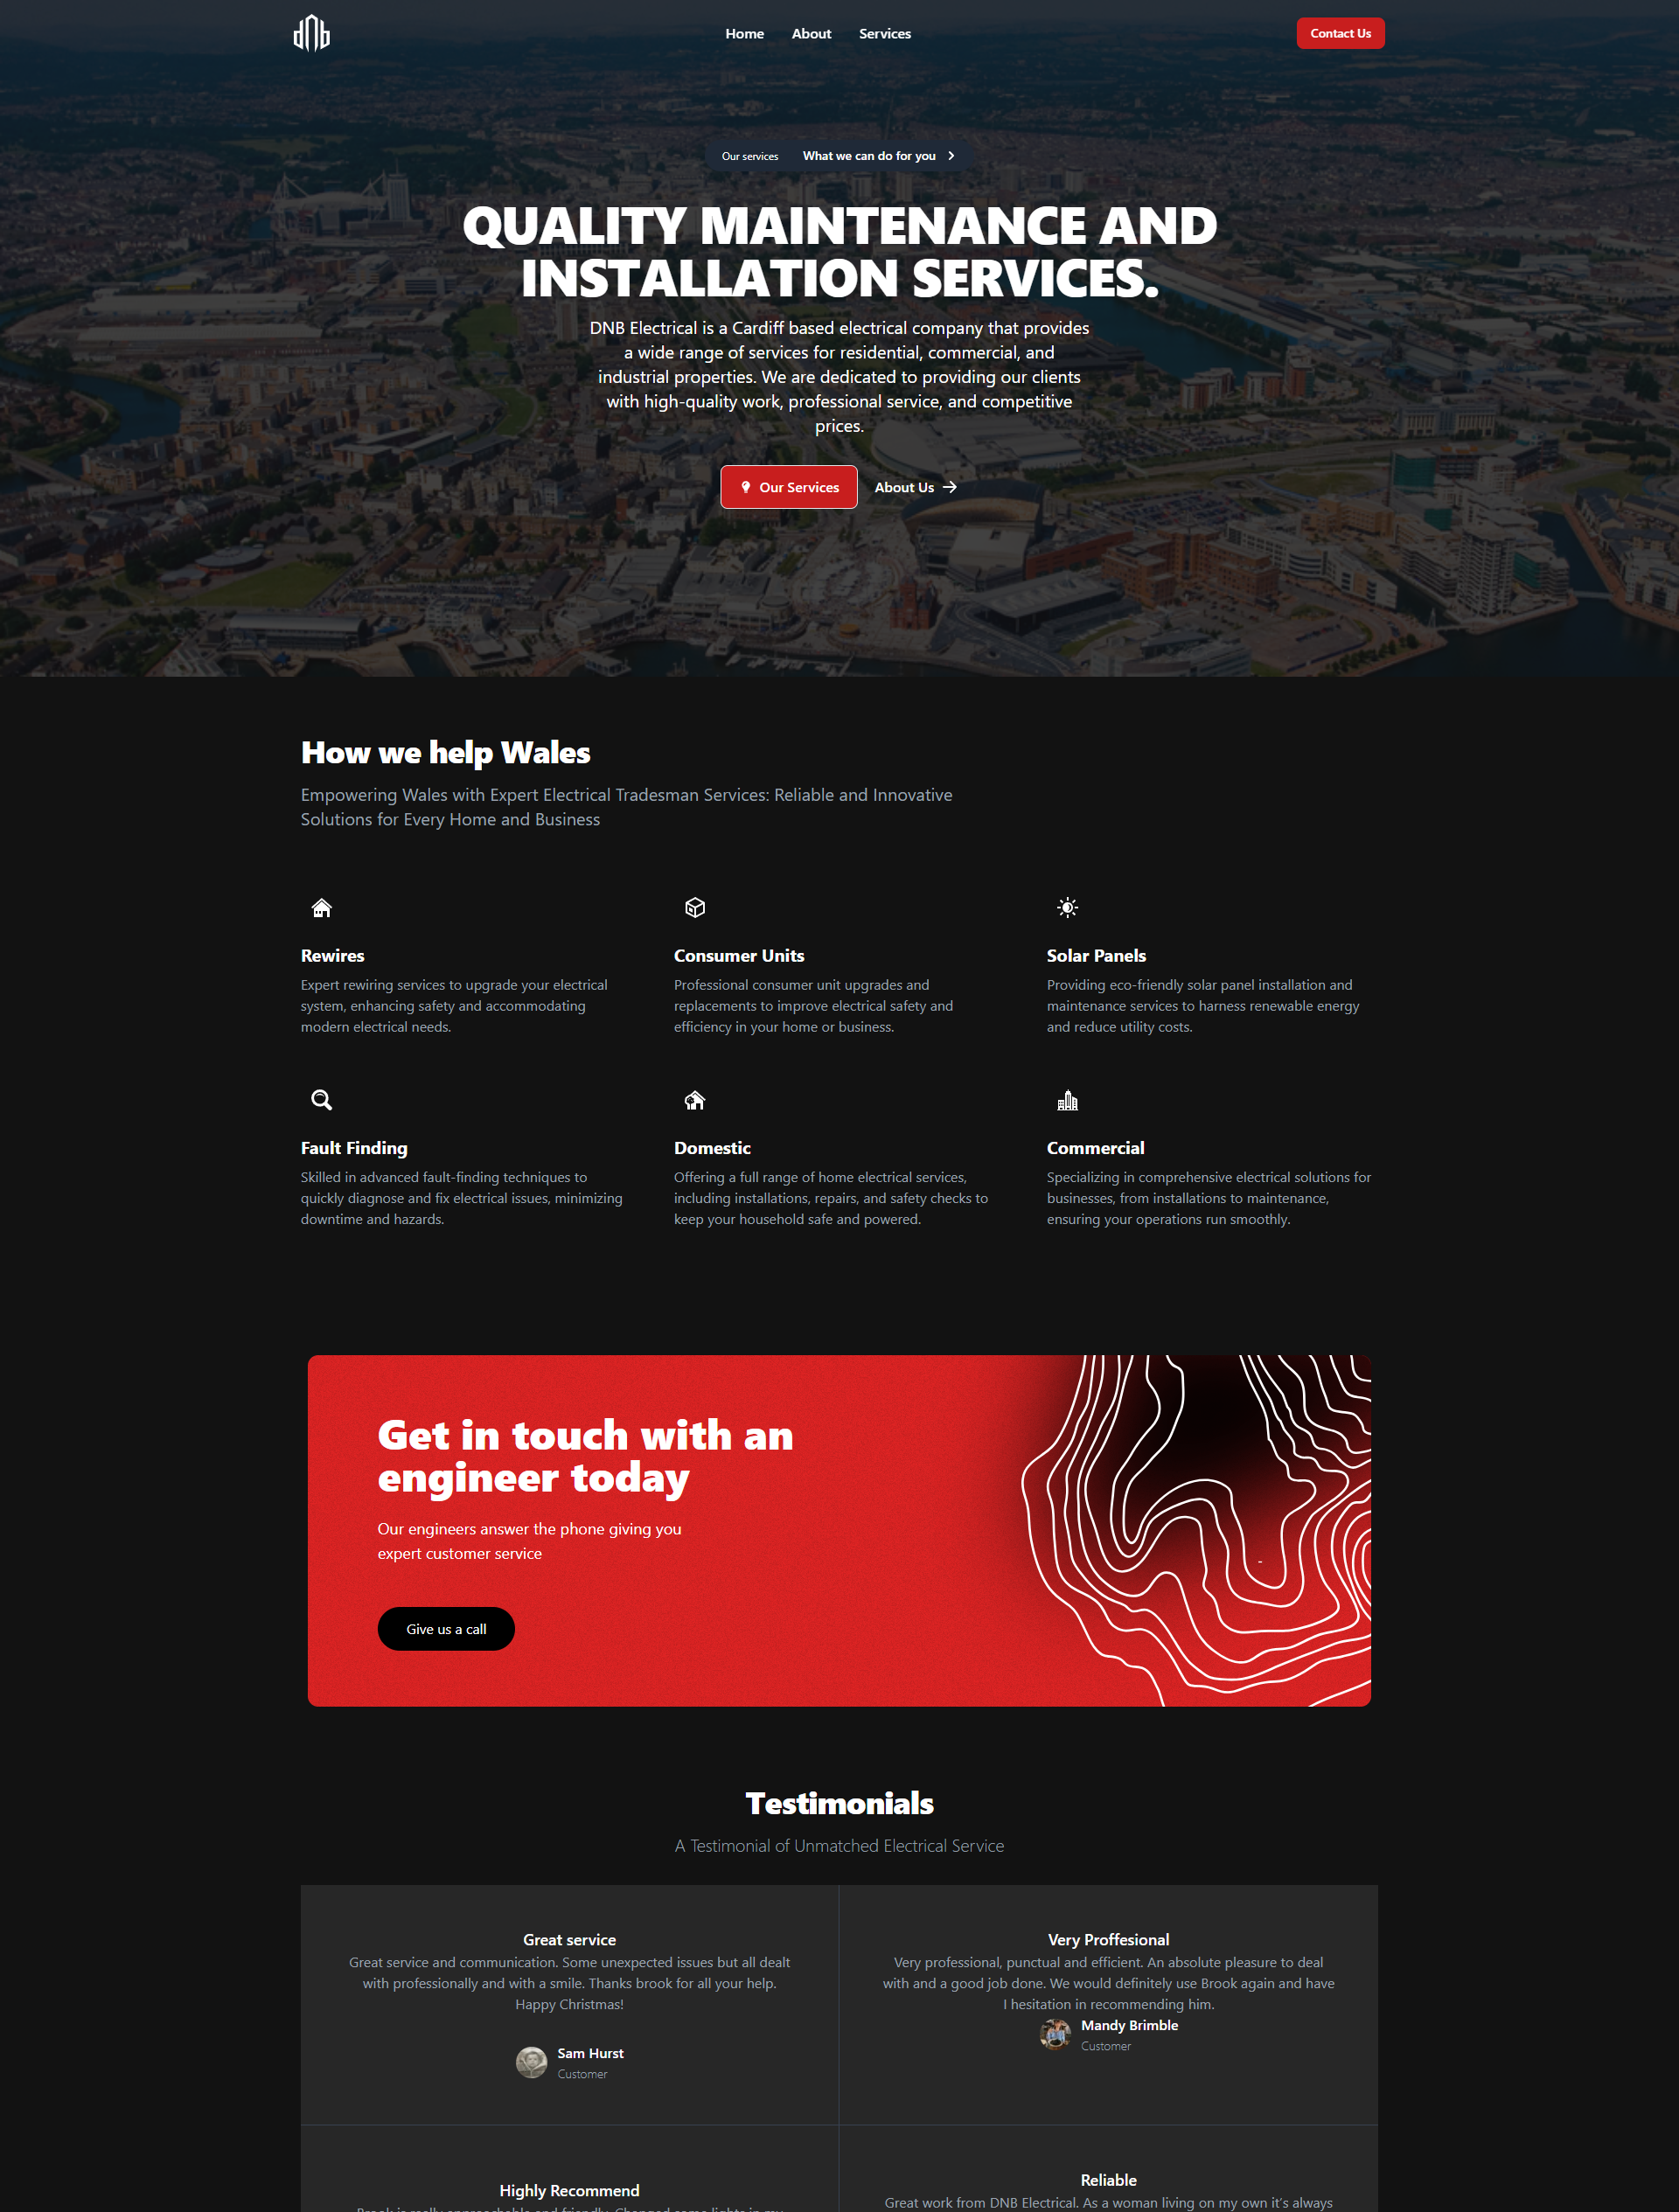 dnb
Home About Services
Contact Us
Our services What we can do for you
QUALITY MAINTENANCE AND
INSTALLATION SERVICES.
DNB Electrical is a Cardiff based electrical company that provides
a wide range of services for residential, commercial, and
industrial properties. We are dedicated to providing our clients
with high-quality work, professional service, and competitive
prices.
Our Services
About Us
How we help Wales
Empowering Wales with Expert Electrical Tradesman Services: Reliable and Innovative
Solutions for Every Home and Business
Rewires
Expert rewiring services to upgrade your electrical
system, enhancing safety and accommodating
modern electrical needs.
Consumer Units
Professional consumer unit upgrades and
replacements to improve electrical safety and
efficiency in your home or business.
Solar Panels
Providing eco-friendly solar panel installation and
maintenance services to harness renewable energy
and reduce utility costs.
Fault Finding
Skilled in advanced fault-finding techniques to
quickly diagnose and fix electrical issues, minimizing
downtime and hazards.
Domestic
Offering a full range of home electrical services,
including installations, repairs, and safety checks to
keep your household safe and powered.
Commercial
Specializing in comprehensive electrical solutions for
businesses, from installations to maintenance,
ensuring your operations run smoothly.
Get in touch with an
engineer today
Our engineers answer the phone giving you
expert customer service
Give us a call
Testimonials
A Testimonial of Unmatched Electrical Service
Great service
Great service and communication. Some unexpected issues but all dealt
with professionally and with a smile. Thanks brook for all your help.
Happy Christmas!
Sam Hurst
Customer
Very Proffesional
Very professional, punctual and efficient. An absolute pleasure to deal
with and a good job done. We would definitely use Brook again and have
I hesitation in recommending him.
Mandy Brimble
Customer
Highly Recommend
Brook is really approachable and friendly. Changed some lights in my
Reliable
Great work from DNB Electrical. As a woman living on my own it's always